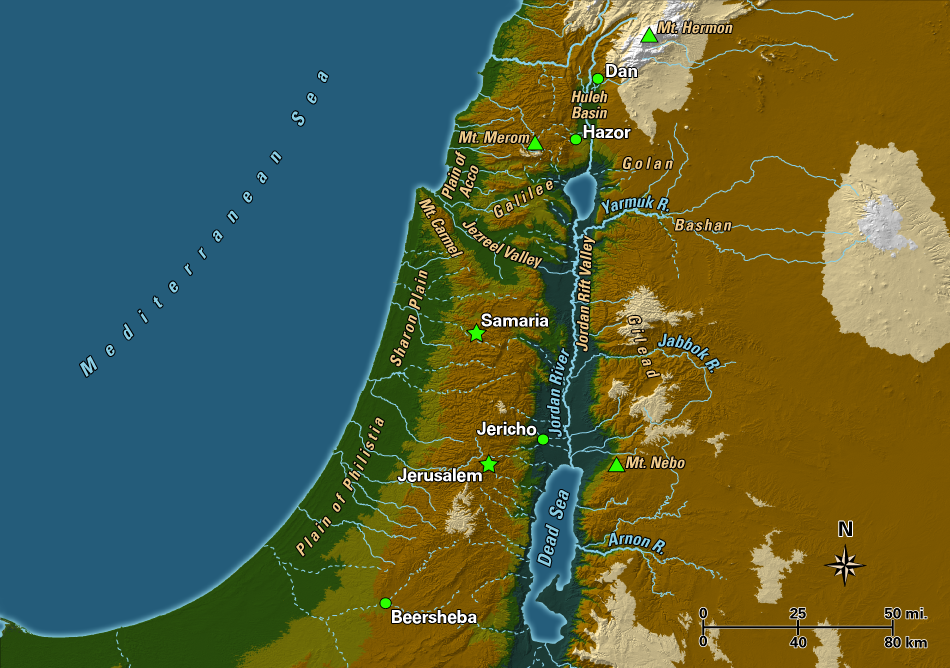 Mt. Hermon
Dan
Huleh
Basin
Hazor
Mt. Merom
Golan
Plain of
Acco
Galilee
Yarmuk R.
Bashan
Mt. Carmel
Jezreel Valley
Jordan Rift Valley
Mediterranean Sea
Sharon Plain
Samaria
Gilead
Jabbok R.
Jordan River
Jericho
Plain of Philistia
Jerusalem
Mt. Nebo
Dead Sea
Arnon R.
N
Beersheba
0 25 50 mi.
0 40 80 km